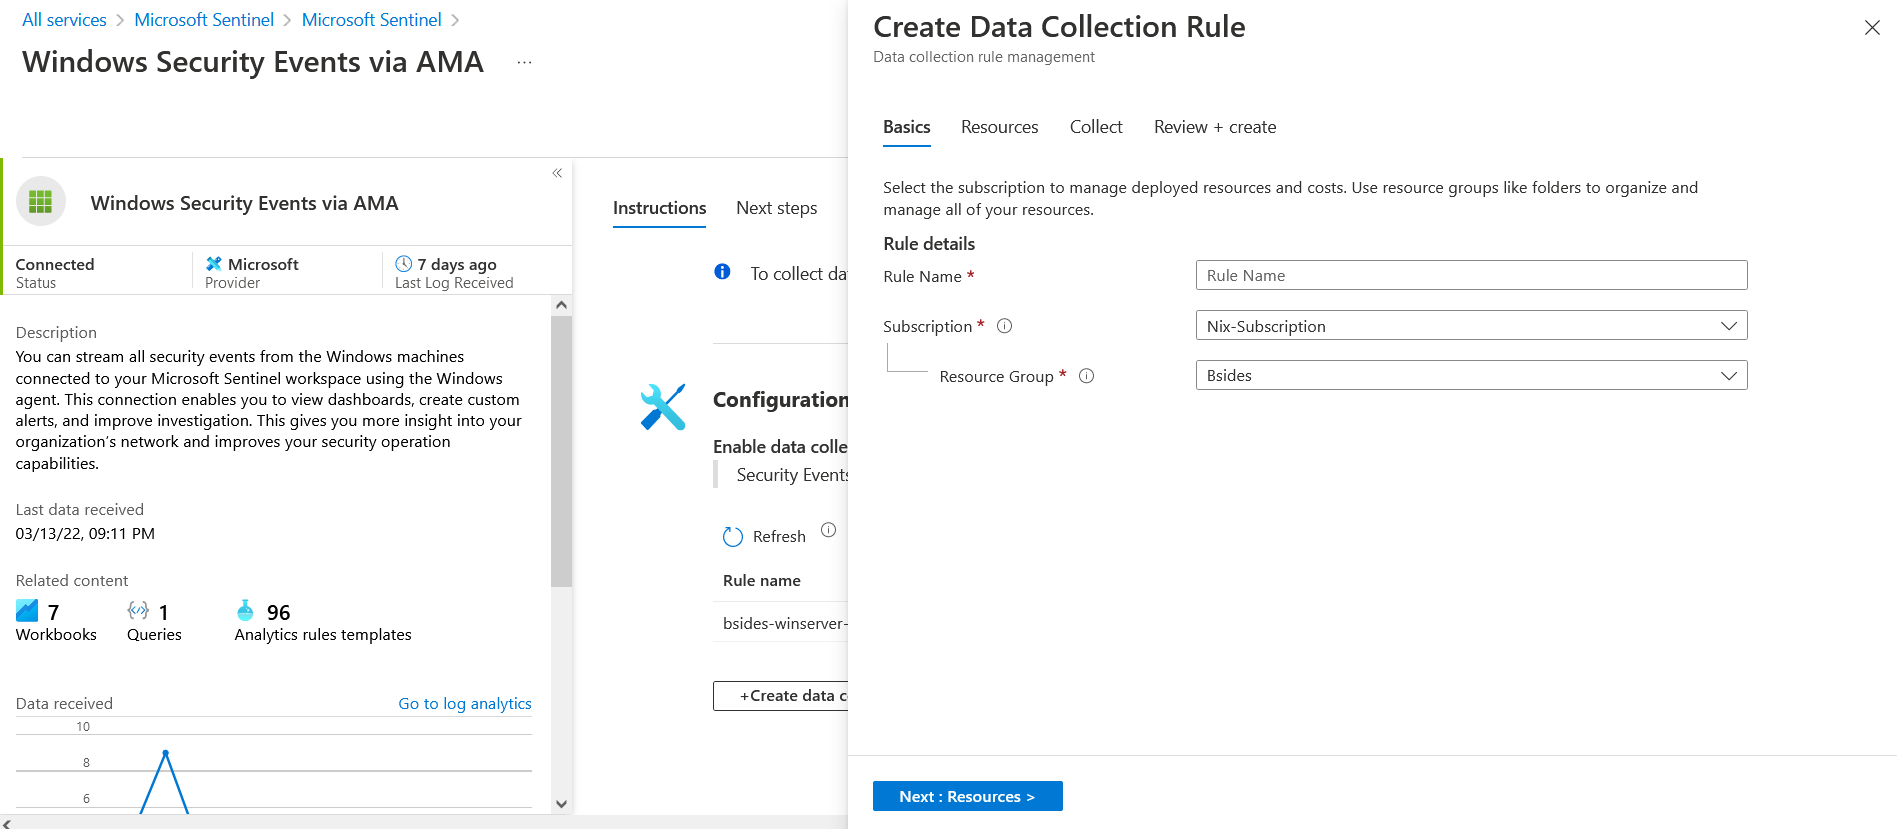 All services > Microsoft Sentinel > Microsoft Sentinel >
Windows Security Events via AMA ...
Windows Security Events via AMA
Connected
Status
Microsoft
Provider
7 days ago
Last Log Received
Description
You can stream all security events from the Windows machines
connected to your Microsoft Sentinel workspace using the Windows
agent. This connection enables you to view dashboards, create custom
alerts, and improve investigation. This gives you more insight into your
organization’s network and improves your security operation
capabilities.
Last data received
03/13/22, 09:11 PM
Related content
7
Workbooks
1
Queries
96
Analytics rules templates
Data received
Go to log analytics
10
8
6
Instructions
Next steps
To collect da
Configuration
Enable data colle
Security Events
Refresh
Rule name
bsides-winserver-
+Create data c
Create Data Collection Rule
Data collection rule management
Basics
Resources
Collect
Review + create
Select the subscription to manage deployed resources and costs. Use resource groups like folders to organize and
manage all of your resources.
Rule details
Rule Name *
Rule Name
Subscription *
Nix-Subscription
Resource Group *
Bsides
Next : Resources >